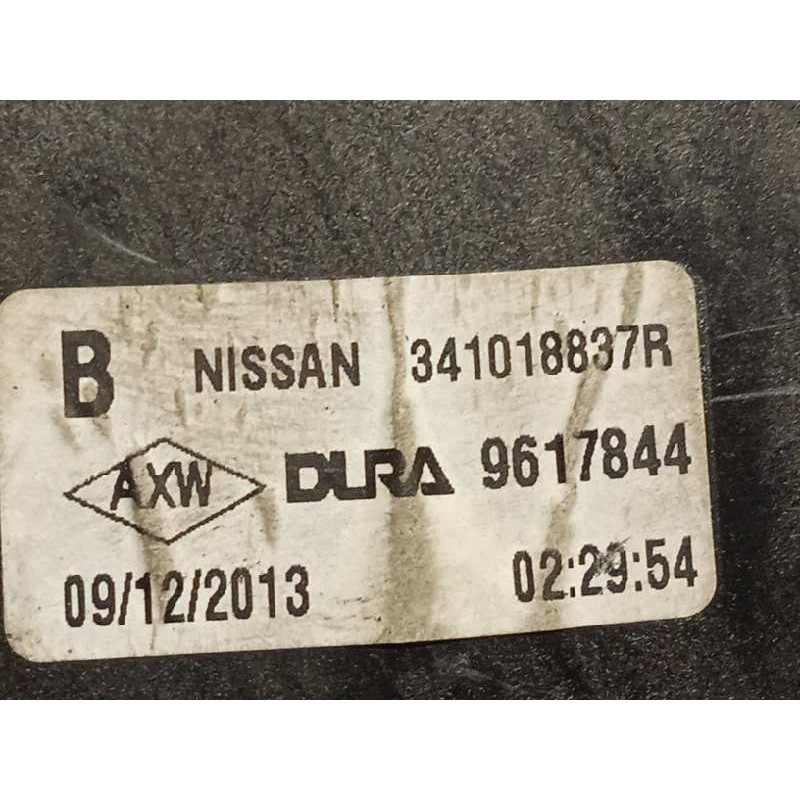 B NISSAN 341018837R
AXW DURA 9617844
09/12/2013 02:29:54